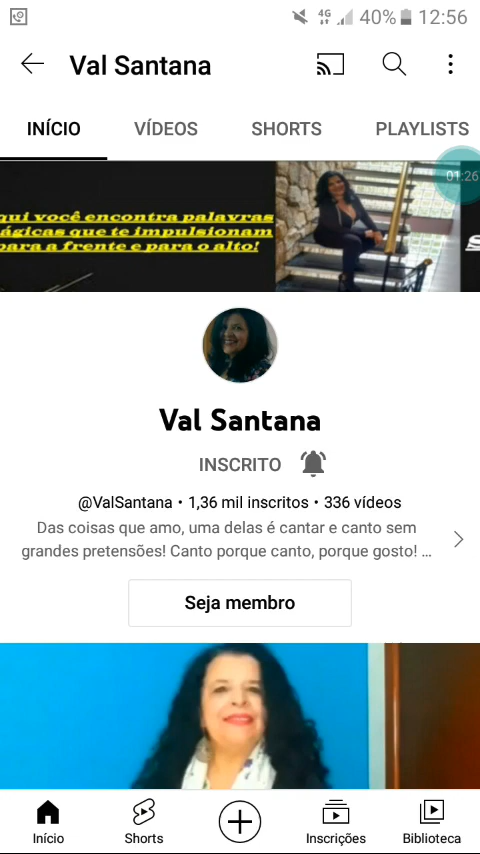 4G 40% 12:56
Val Santana
INÍCIO VÍDEOS SHORTS PLAYLISTS
01:26
qui você encontra palavras
ágicas que te impulsionam
para a frente e para o alto!
S
Val Santana
INSCRITO
@ValSantana • 1,36 mil inscritos • 336 vídeos
Das coisas que amo, uma delas é cantar e canto sem
grandes pretensões! Canto porque canto, porque gosto! ...
Seja membro
Início Shorts Inscrições Biblioteca